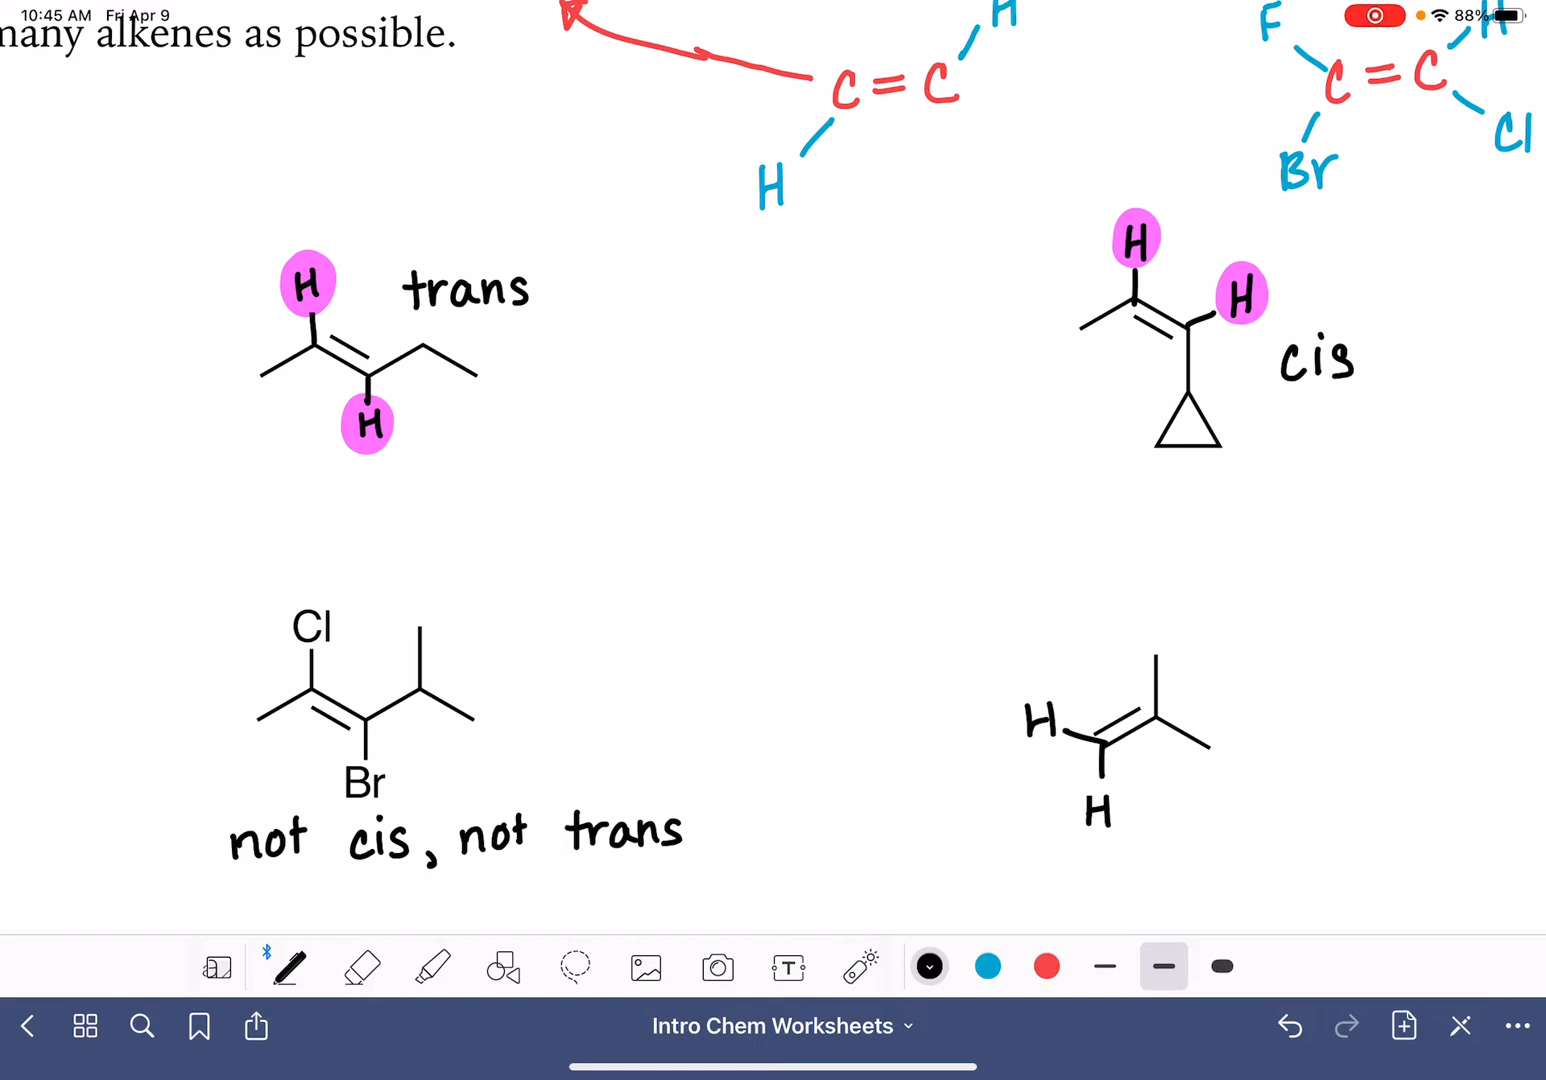 10:45 AM Fri Apr 9
88%
many alkenes as possible.
H
C = C
H
F
H
C = C
Br
Cl
H
trans
H
H
H
cis
Cl
Br
not cis, not trans
H
H
T
Intro Chem Worksheets